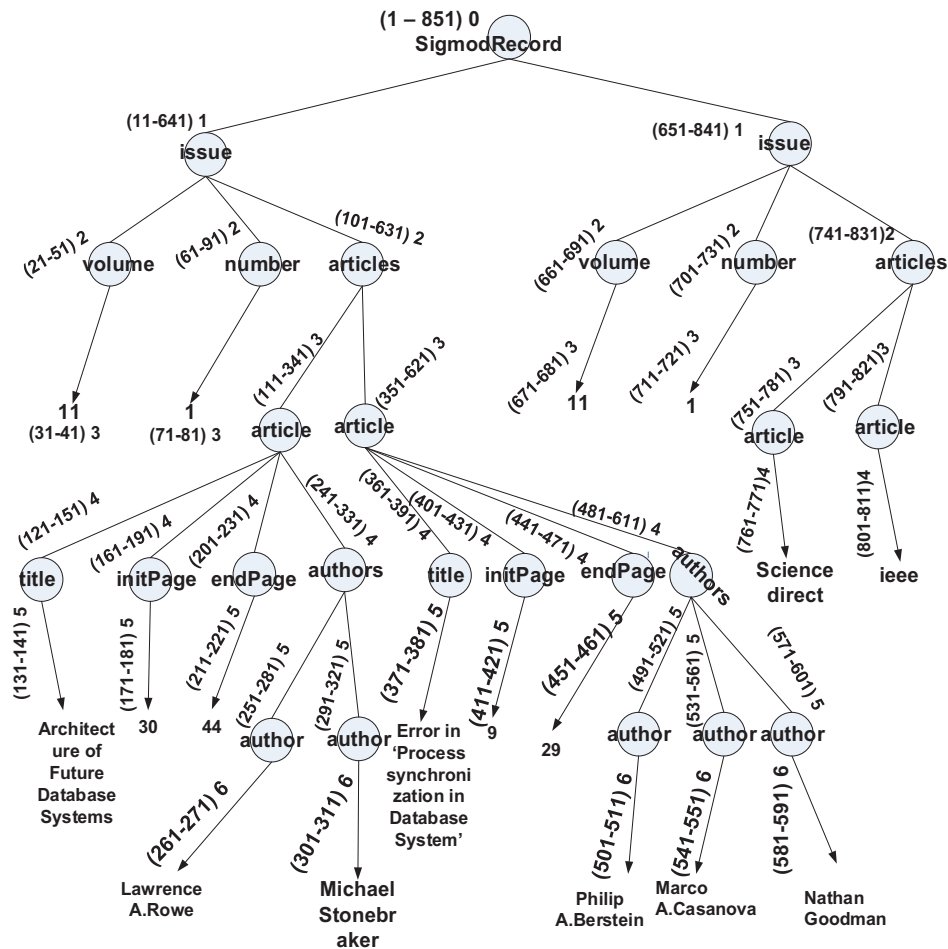 (1 – 851) 0
SigmodRecord
(11-641) 1
issue
(651-841) 1
issue
(21-51) 2
volume
(61-91) 2
number
(101-631) 2
articles
(661-691) 2
volume
(701-731) 2
number
(741-831)2
articles
11
(31-41) 3
1
(71-81) 3
(111-341) 3
article
(351-621) 3
article
(671-681) 3
11
(711-721) 3
1
(751-781) 3
article
(791-821)3
article
(121-151) 4
title
(161-191) 4
initPage
(201-231) 4
endPage
(241-331) 4
authors
(361-391) 4
title
(401-431) 4
initPage
(441-471) 4
endPage
(481-611) 4
authors
(761-771)4
Science
direct
(801-811)4
ieee
(131-141) 5
Architect
ure of
Future
Database
Systems
(171-181) 5
30
(211-221) 5
44
(251-281) 5
author
(291-321) 5
author
(371-381) 5
Error in
‘Process
synchroni
zation in
Database
System’
(411-421) 5
9
(451-461) 5
29
(491-521) 5
author
(531-561) 5
author
(571-601) 5
author
(261-271) 6
Lawrence
A.Rowe
(301-311) 6
Michael
Stonebr
aker
(501-511) 6
Philip
A.Berstein
(541-551) 6
Marco
A.Casanova
(581-591) 6
Nathan
Goodman